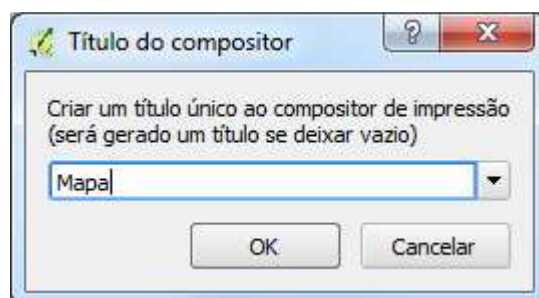 Título do compositor
Criar um título único ao compositor de impressão
(será gerado um título se deixar vazio)
Mapa
OK Cancelar